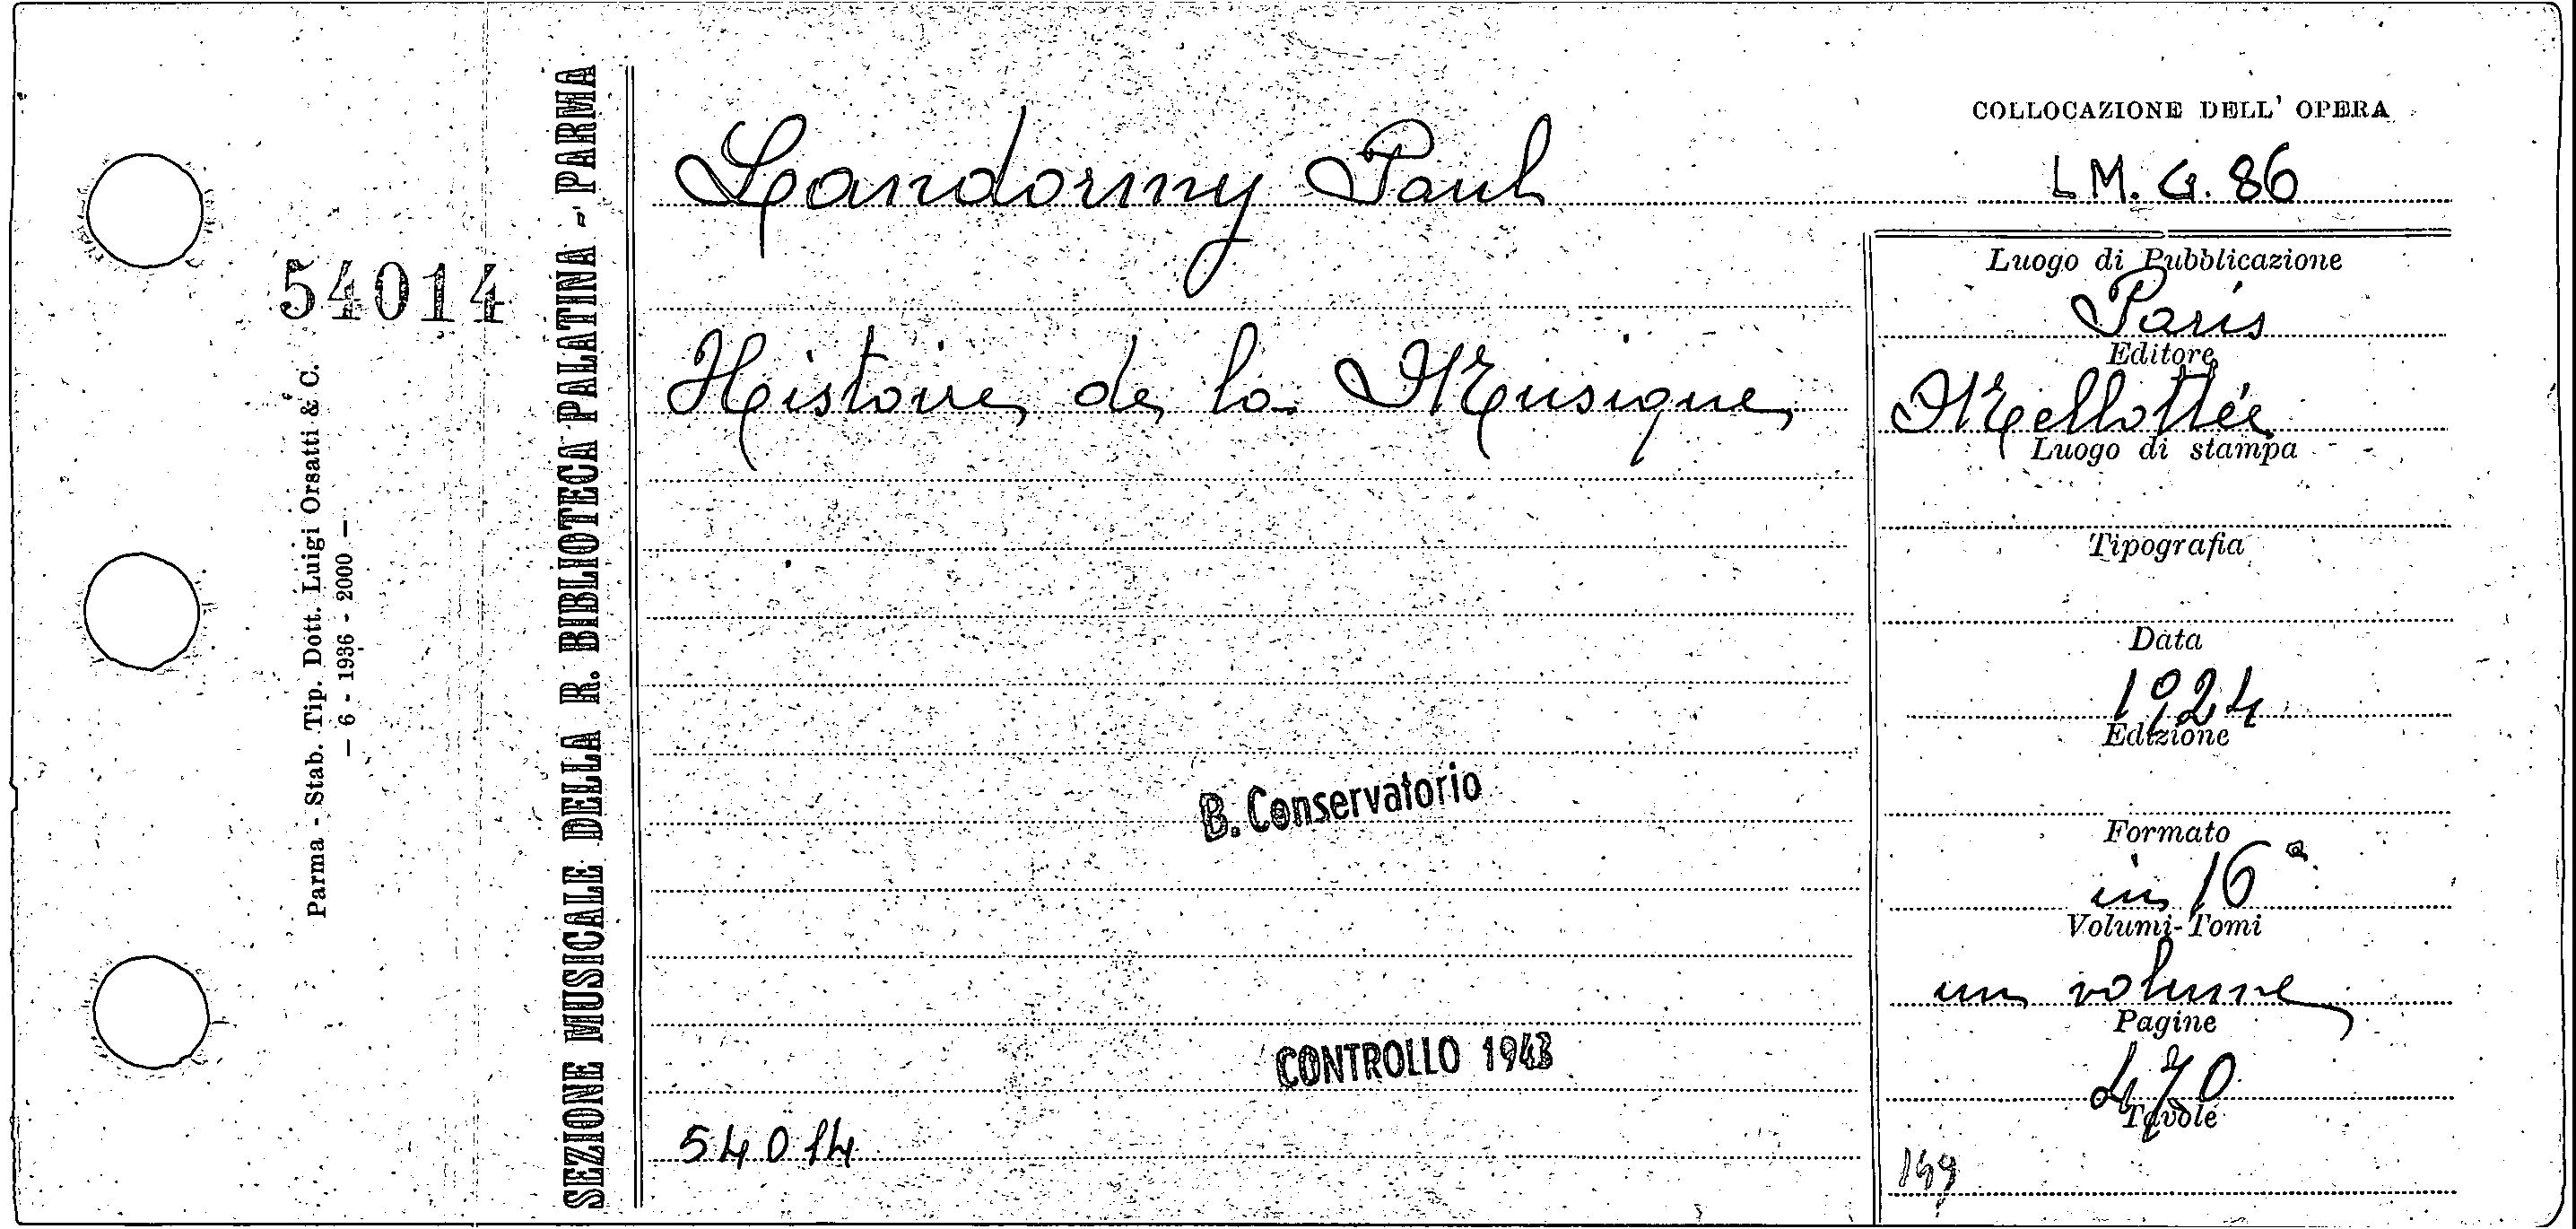 54014
Parma - Stab. Tip. Dott. Luigi Orsatti & C.
- 6 - 1936 - 2000 -
SEZIONE MUSICALE DELLA R. BIBLIOTECA PALATINA - PARMA
Landormy Paul
Histoire de la Musique
B. Conservatorio
CONTROLLO 1943
54014
COLLOCAZIONE DELL' OPERA
LM. G. 86
Luogo di Pubblicazione
Paris
Editore
Mellottée
Luogo di stampa
Tipografia
Data
1924
Edizione
Formato
in 16º
Volumi-Tomi
un volume
Pagine
470
Tavole